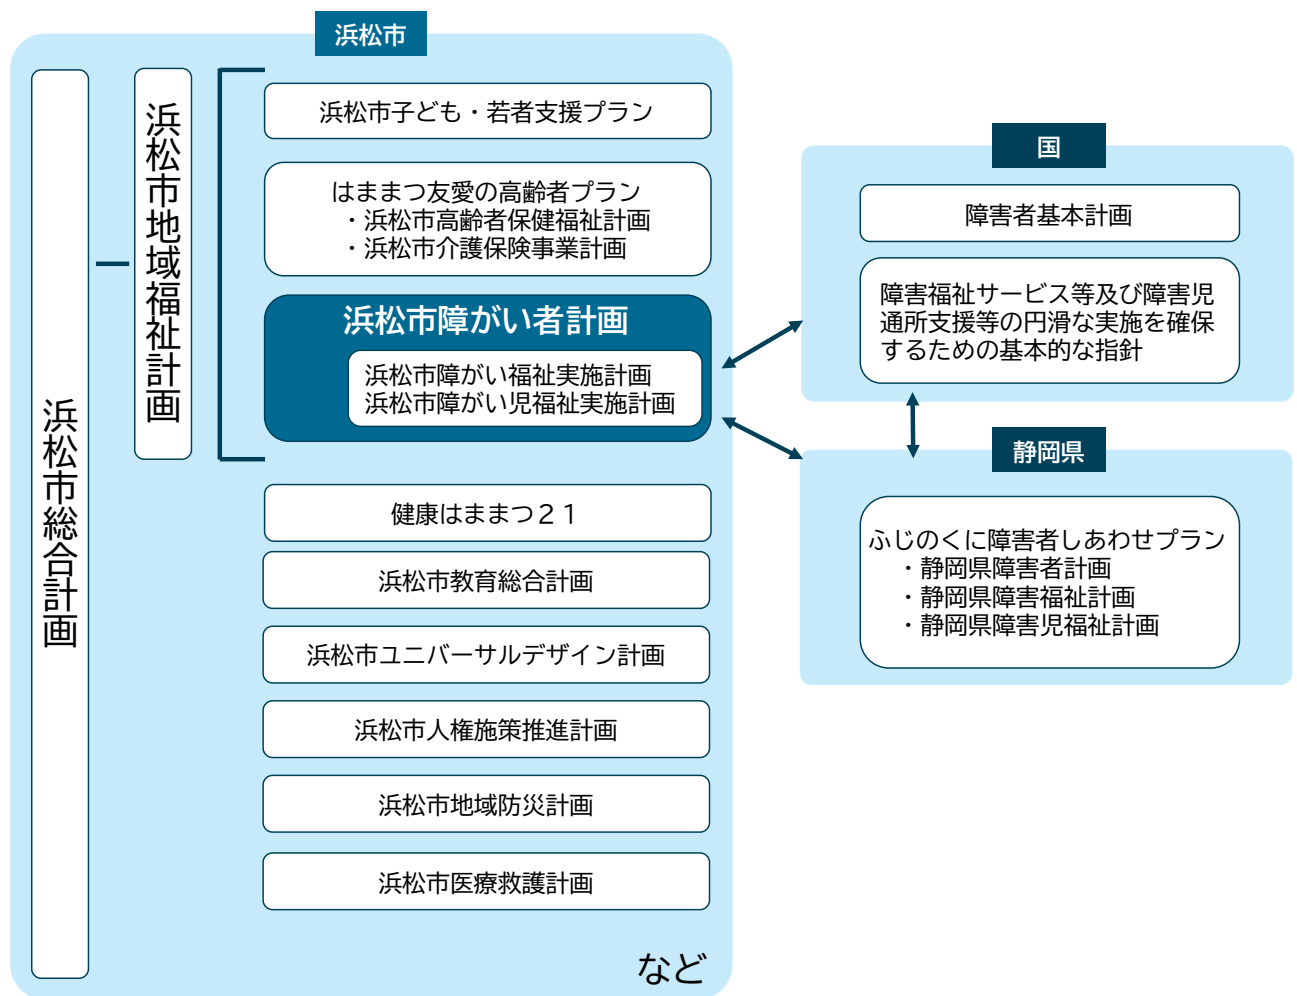 浜松市
浜松市総合計画
浜松市地域福祉計画
浜松市子ども・若者支援プラン
はままつ友愛の高齢者プラン
・浜松市高齢者保健福祉計画
・浜松市介護保険事業計画
浜松市障がい者計画
浜松市障がい福祉実施計画
浜松市障がい児福祉実施計画
健康はままつ２１
浜松市教育総合計画
浜松市ユニバーサルデザイン計画
浜松市人権施策推進計画
浜松市地域防災計画
浜松市医療救護計画
など
国
障害者基本計画
障害福祉サービス等及び障害児
通所支援等の円滑な実施を確保
するための基本的な指針
静岡県
ふじのくに障害者しあわせプラン
・静岡県障害者計画
・静岡県障害福祉計画
・静岡県障害児福祉計画